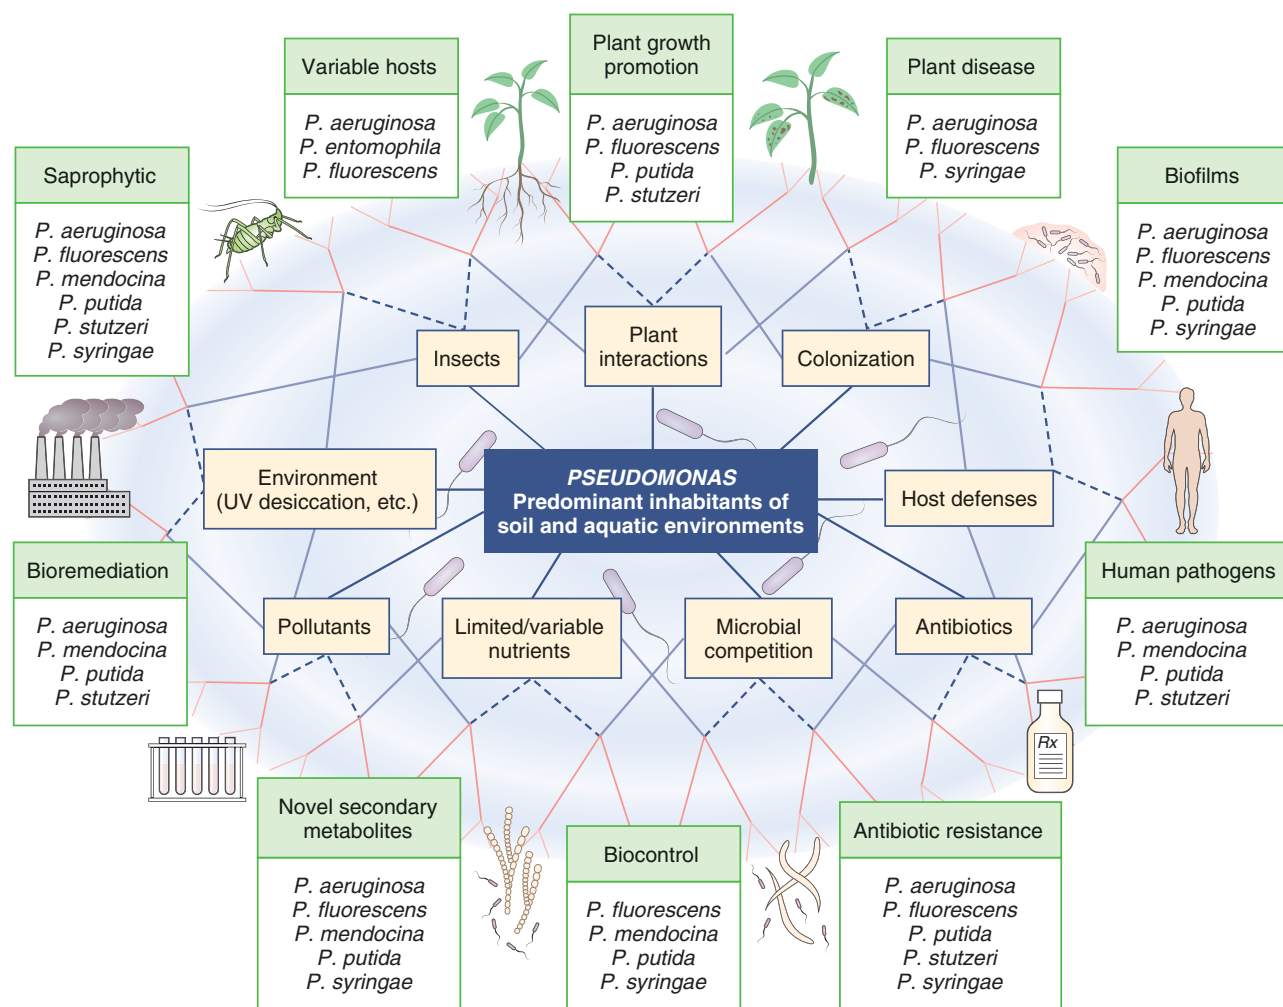 Plant growth
promotion
P. aeruginosa
P. fluorescens
P. putida
P. stutzeri
Variable hosts
P. aeruginosa
P. entomophila
P. fluorescens
Plant disease
P. aeruginosa
P. fluorescens
P. syringae
Saprophytic
P. aeruginosa
P. fluorescens
P. mendocina
P. putida
P. stutzeri
P. syringae
Biofilms
P. aeruginosa
P. fluorescens
P. mendocina
P. putida
P. syringae
Insects
Plant
interactions
Colonization
Environment
(UV desiccation, etc.)
PSEUDOMONAS
Predominant inhabitants of
soil and aquatic environments
Host defenses
Bioremediation
P. aeruginosa
P. mendocina
P. putida
P. stutzeri
Pollutants
Limited/variable
nutrients
Microbial
competition
Antibiotics
Human pathogens
P. aeruginosa
P. mendocina
P. putida
P. stutzeri
Rx
Novel secondary
metabolites
P. aeruginosa
P. fluorescens
P. mendocina
P. putida
P. syringae
Biocontrol
P. fluorescens
P. mendocina
P. putida
P. syringae
Antibiotic resistance
P. aeruginosa
P. fluorescens
P. putida
P. stutzeri
P. syringae